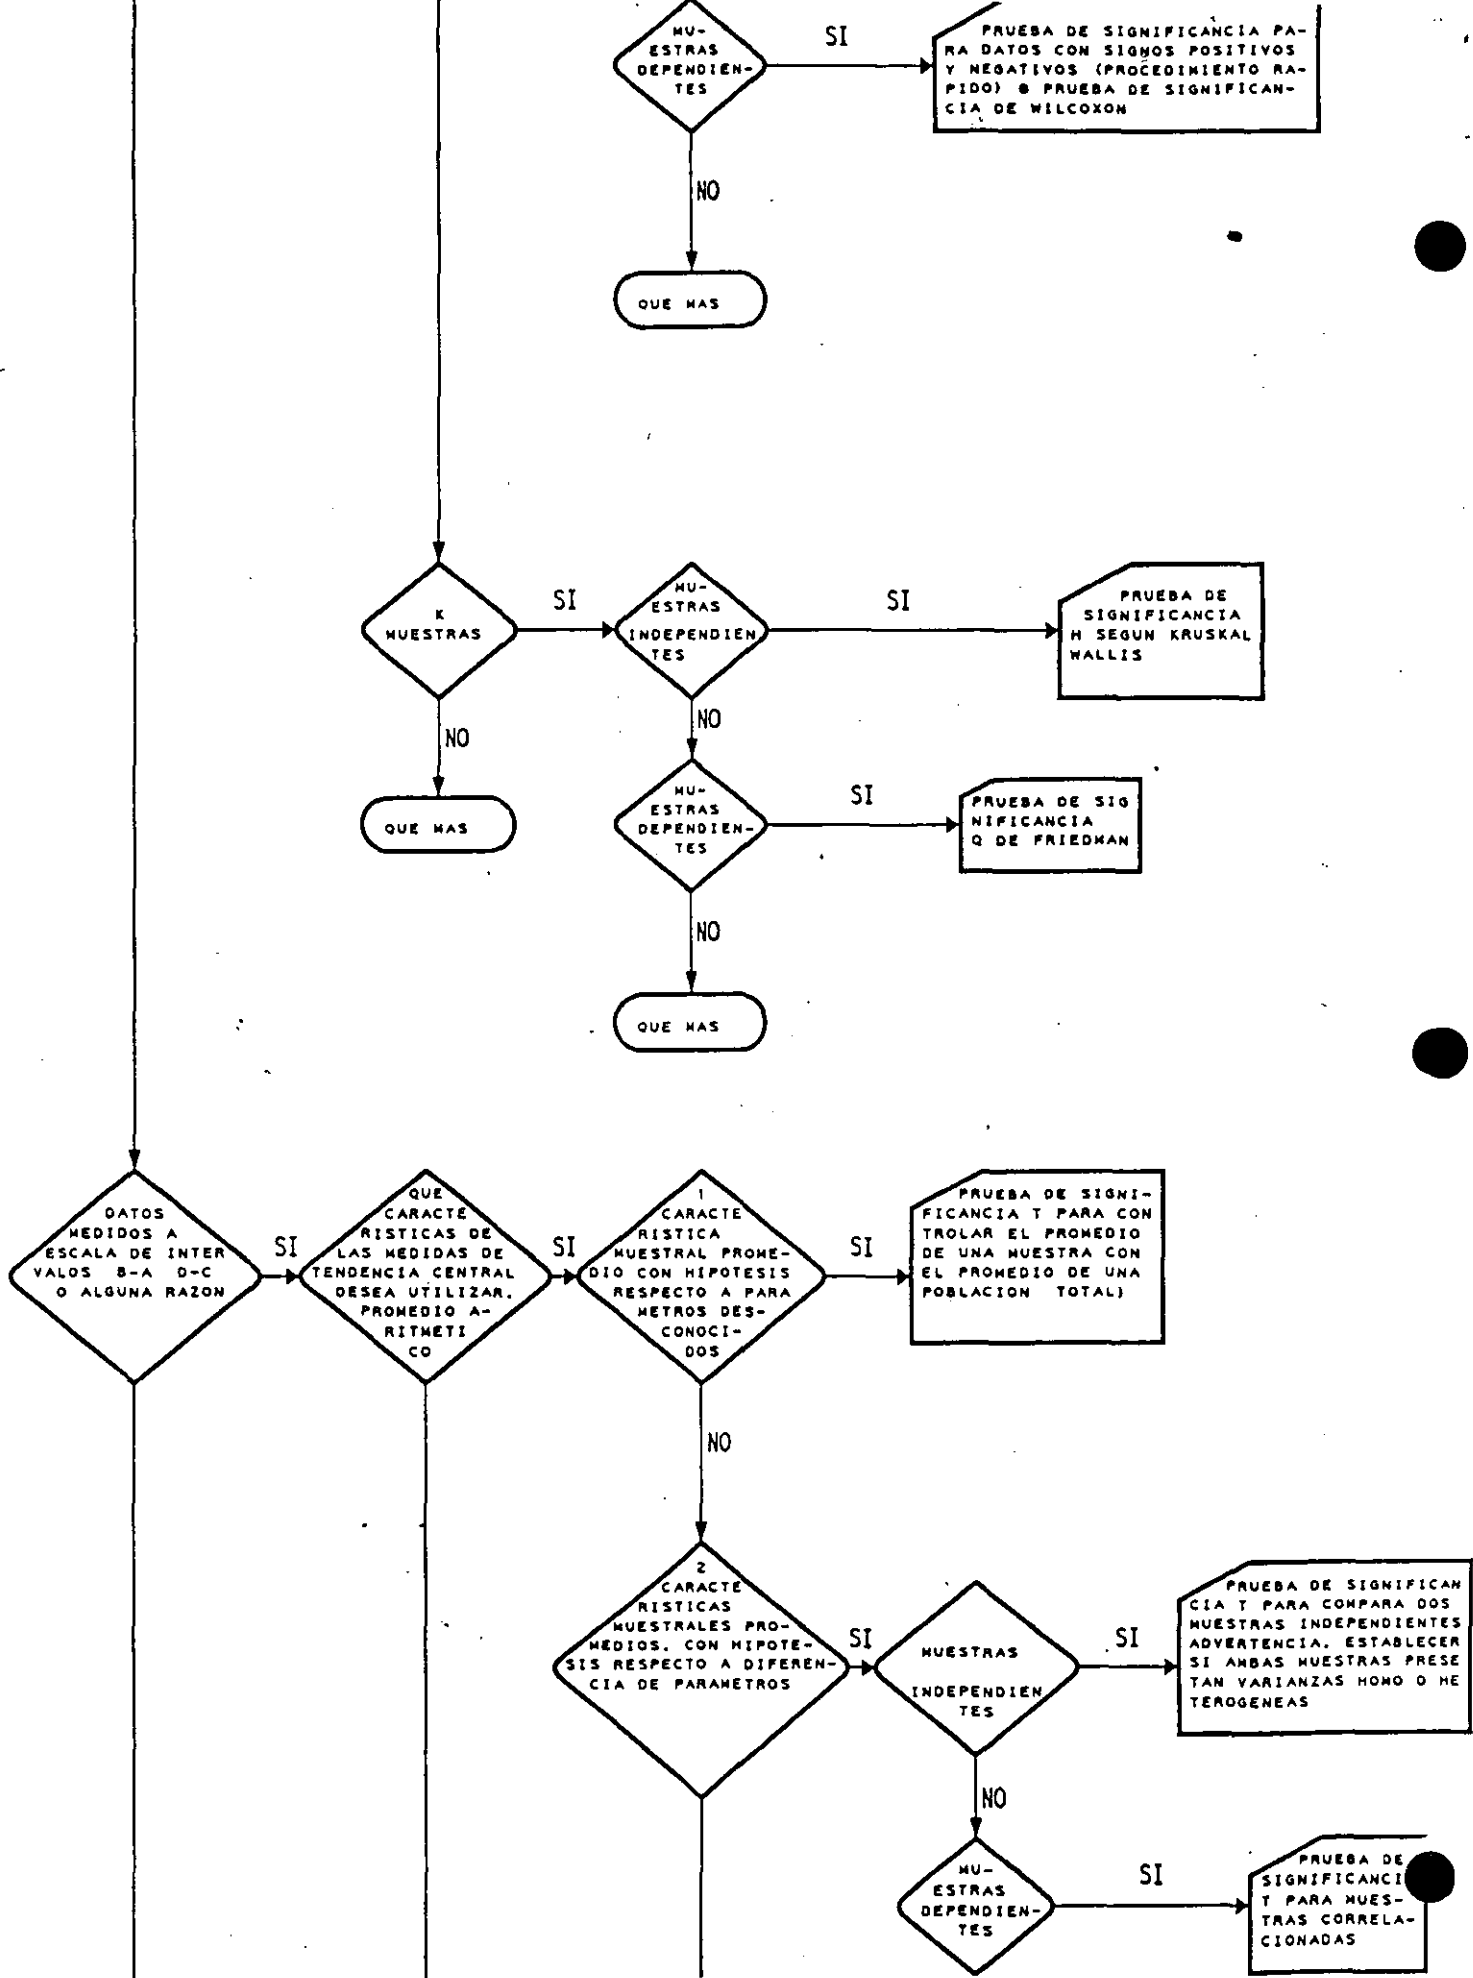 MU-
ESTRAS
DEPENDIEN-
TES
SI
PRUEBA DE SIGNIFICANCIA PA-
RA DATOS CON SIGNOS POSITIVOS
Y NEGATIVOS (PROCEDIMIENTO RA-
PIDO) O PRUEBA DE SIGNIFICAN-
CIA DE WILCOXON
NO
QUE MAS
K
MUESTRAS
SI
MU-
ESTRAS
INDEPENDIEN
TES
SI
PRUEBA DE
SIGNIFICANCIA
H SEGUN KRUSKAL
WALLIS
NO
NO
QUE MAS
MU-
ESTRAS
DEPENDIEN-
TES
SI
PRUEBA DE SIG
NIFICANCIA
Q DE FRIEDMAN
NO
QUE MAS
DATOS
MEDIDOS A
ESCALA DE INTER
VALOS B-A D-C
O ALGUNA RAZON
SI
QUE
CARACTE
RISTICAS DE
LAS MEDIDAS DE
TENDENCIA CENTRAL
DESEA UTILIZAR.
PROMEDIO A-
RITMETI
CO
SI
1
CARACTE
RISTICA
MUESTRAL PROME-
DIO CON HIPOTESIS
RESPECTO A PARA
METROS DES-
CONOCI-
DOS
SI
PRUEBA DE SIGNI-
FICANCIA T PARA CON
TROLAR EL PROMEDIO
DE UNA MUESTRA CON
EL PROMEDIO DE UNA
POBLACION TOTAL)
NO
2
CARACTE
RISTICAS
MUESTRALES PRO-
MEDIOS. CON HIPOTE-
SIS RESPECTO A DIFEREN-
CIA DE PARAMETROS
SI
MUESTRAS
INDEPENDIEN
TES
SI
PRUEBA DE SIGNIFICAN
CIA T PARA COMPARA DOS
MUESTRAS INDEPENDIENTES
ADVERTENCIA. ESTABLECER
SI AMBAS MUESTRAS PRESE
TAN VARIANZAS HOMO O HE
TEROGENEAS
NO
MU-
ESTRAS
DEPENDIEN-
TES
SI
PRUEBA DE
SIGNIFICANCI
T PARA MUES-
TRAS CORRELA-
CIONADAS